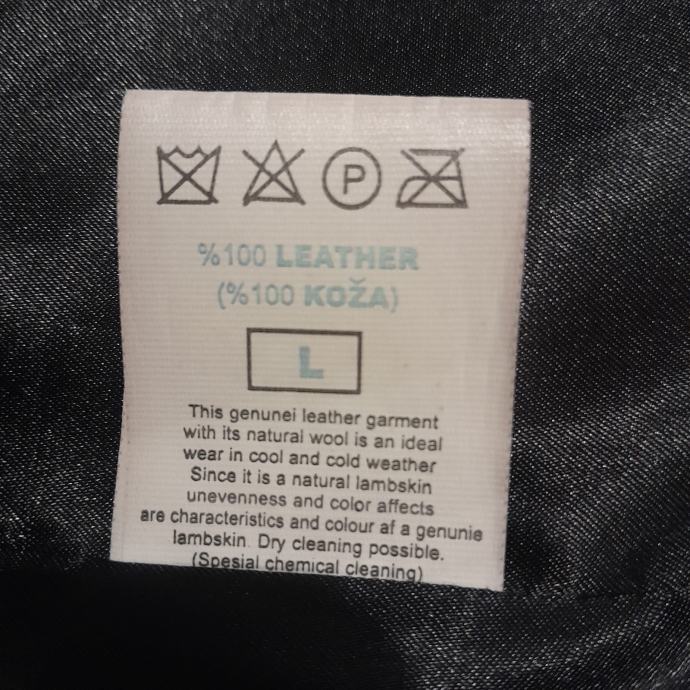 P
%100 LEATHER
(%100 KOŽA)
L
This genunei leather garment
with its natural wool is an ideal
wear in cool and cold weather
Since it is a natural lambskin
unevenness and color affects
are characteristics and colour af a genunie
lambskin. Dry cleaning possible.
(Spesial chemical cleaning)